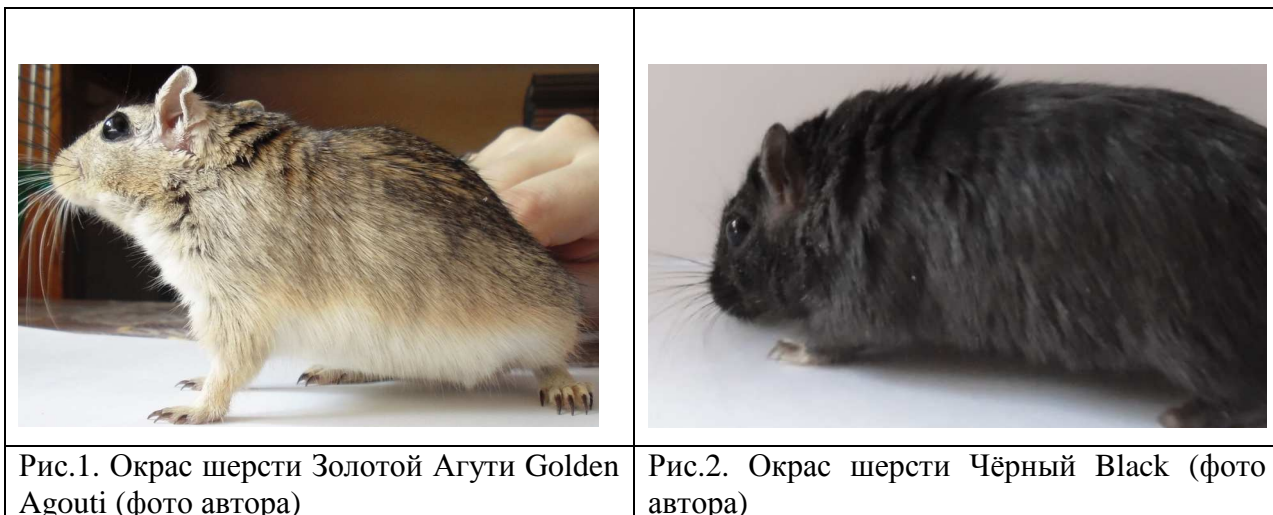 Рис.1. Окрас шерсти Золотой Агути Golden
Agouti (фото автора)
Рис.2. Окрас шерсти Чёрный Black (фото
автора)